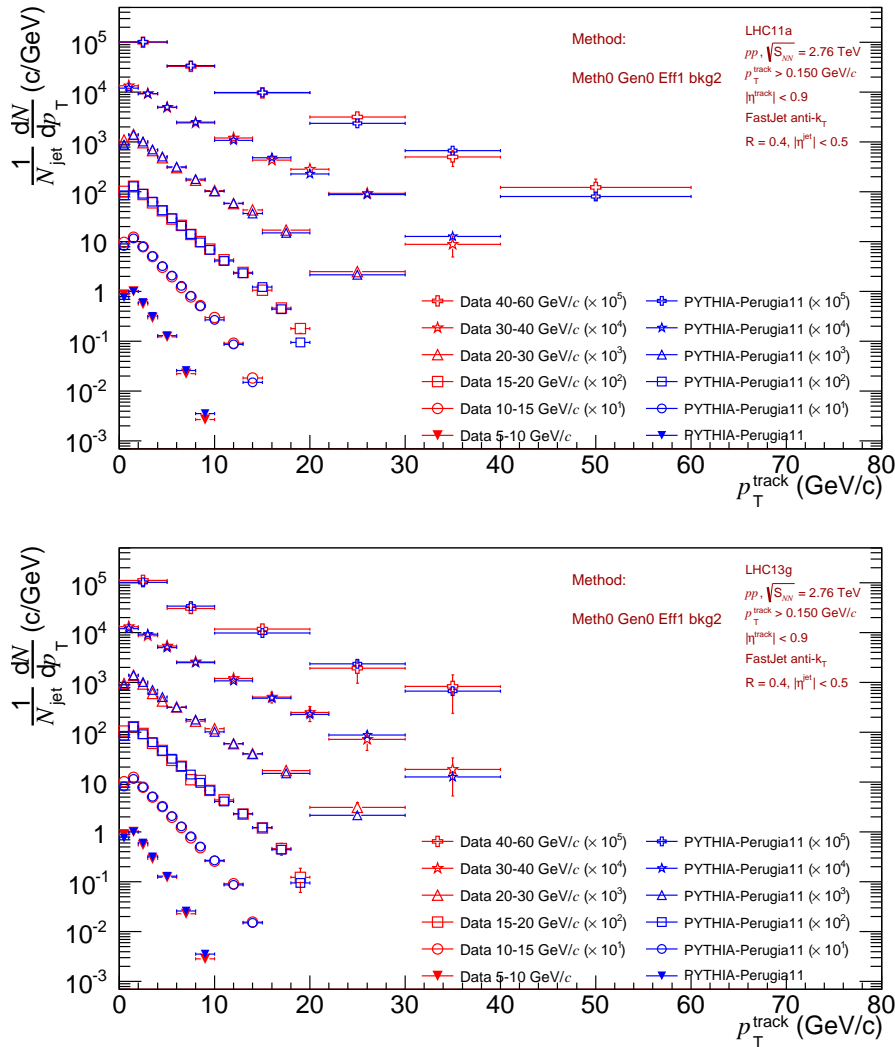 10^5
10^4
10^3
10^2
10
1
10^-1
10^-2
10^-3
1/N_jet dN/dp_T (c/GeV)
Method:
Meth0 Gen0 Eff1 bkg2
LHC11a
pp, √S_NN = 2.76 TeV
p_T^track > 0.150 GeV/c
|η^track| < 0.9
FastJet anti-k_T
R = 0.4, |η^jet| < 0.5
Data 40-60 GeV/c (× 10^5)
Data 30-40 GeV/c (× 10^4)
Data 20-30 GeV/c (× 10^3)
Data 15-20 GeV/c (× 10^2)
Data 10-15 GeV/c (× 10^1)
Data 5-10 GeV/c
PYTHIA-Perugia11 (× 10^5)
PYTHIA-Perugia11 (× 10^4)
PYTHIA-Perugia11 (× 10^3)
PYTHIA-Perugia11 (× 10^2)
PYTHIA-Perugia11 (× 10^1)
PYTHIA-Perugia11
0 10 20 30 40 50 60 70 80
p_T^track (GeV/c)
10^5
10^4
10^3
10^2
10
1
10^-1
10^-2
10^-3
1/N_jet dN/dp_T (c/GeV)
Method:
Meth0 Gen0 Eff1 bkg2
LHC13g
pp, √S_NN = 2.76 TeV
p_T^track > 0.150 GeV/c
|η^track| < 0.9
FastJet anti-k_T
R = 0.4, |η^jet| < 0.5
Data 40-60 GeV/c (× 10^5)
Data 30-40 GeV/c (× 10^4)
Data 20-30 GeV/c (× 10^3)
Data 15-20 GeV/c (× 10^2)
Data 10-15 GeV/c (× 10^1)
Data 5-10 GeV/c
PYTHIA-Perugia11 (× 10^5)
PYTHIA-Perugia11 (× 10^4)
PYTHIA-Perugia11 (× 10^3)
PYTHIA-Perugia11 (× 10^2)
PYTHIA-Perugia11 (× 10^1)
PYTHIA-Perugia11
0 10 20 30 40 50 60 70 80
p_T^track (GeV/c)